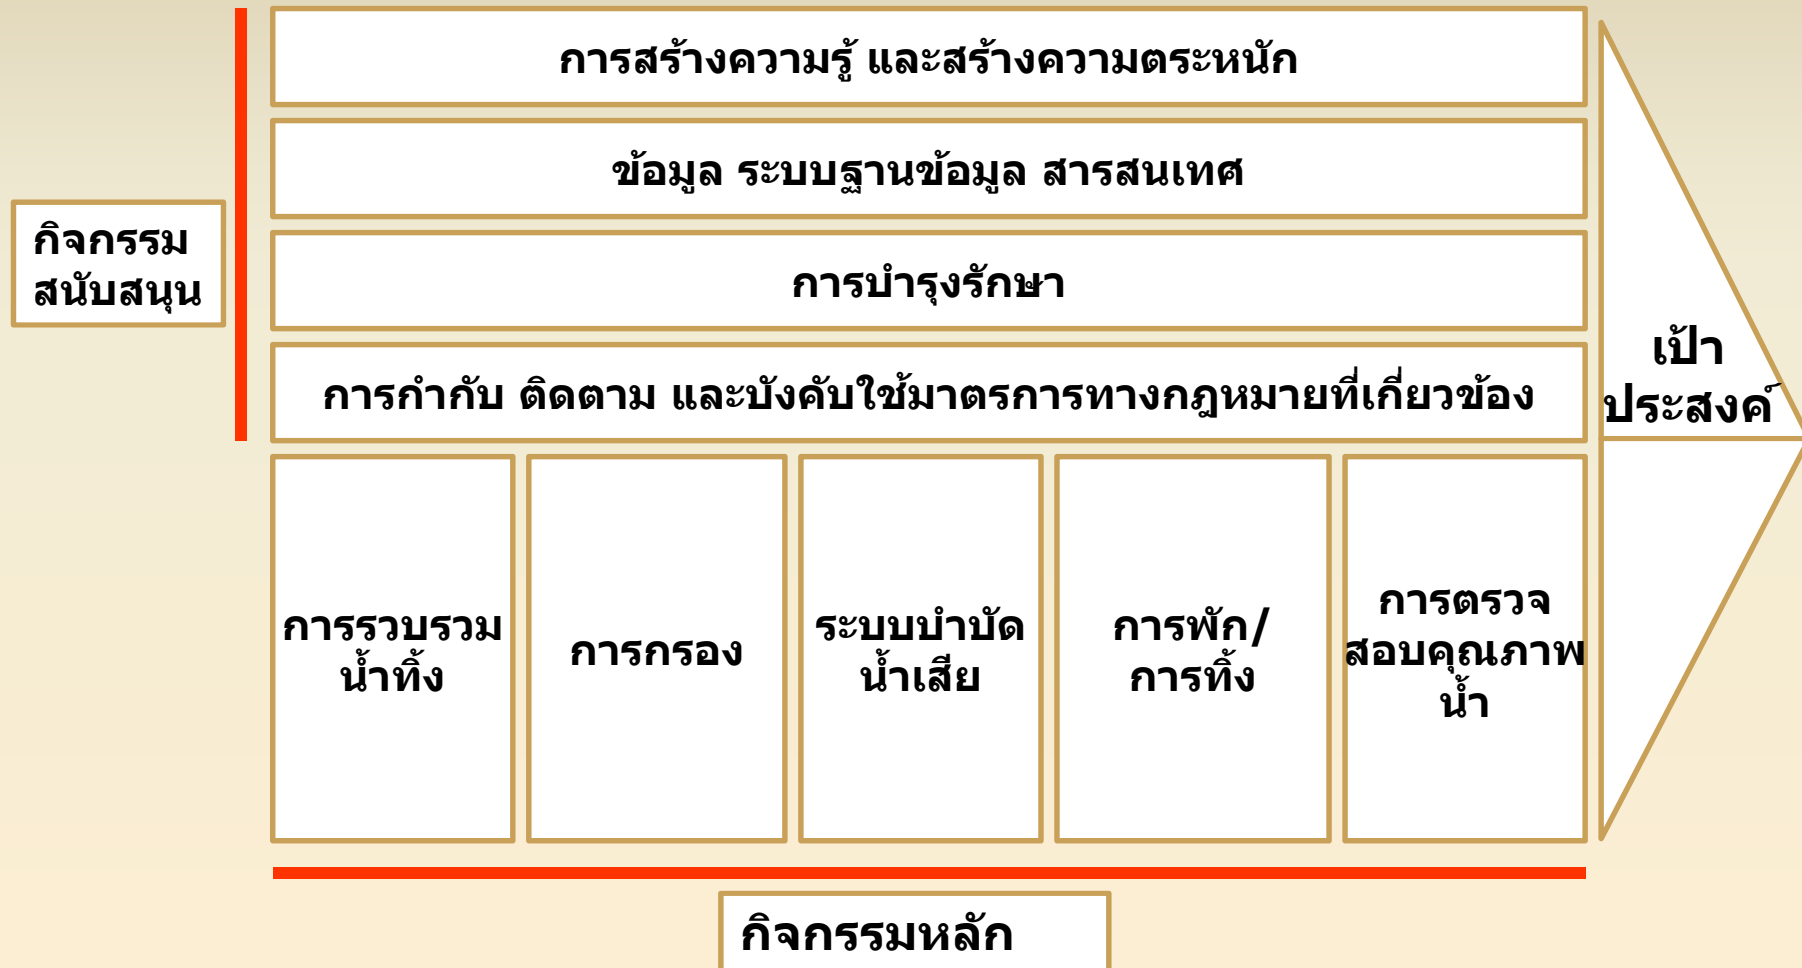 การสร้างความรู้ และสร้างความตระหนัก
ข้อมูล ระบบฐานข้อมูล สารสนเทศ
กิจกรรม
สนับสนุน
การบำรุงรักษา
การกำกับ ติดตาม และบังคับใช้มาตรการทางกฎหมายที่เกี่ยวข้อง
เป้า
ประสงค์
การรวบรวม
น้ำทิ้ง
การกรอง
ระบบบำบัด
น้ำเสีย
การพัก/
การทิ้ง
การตรวจ
สอบคุณภาพ
น้ำ
กิจกรรมหลัก